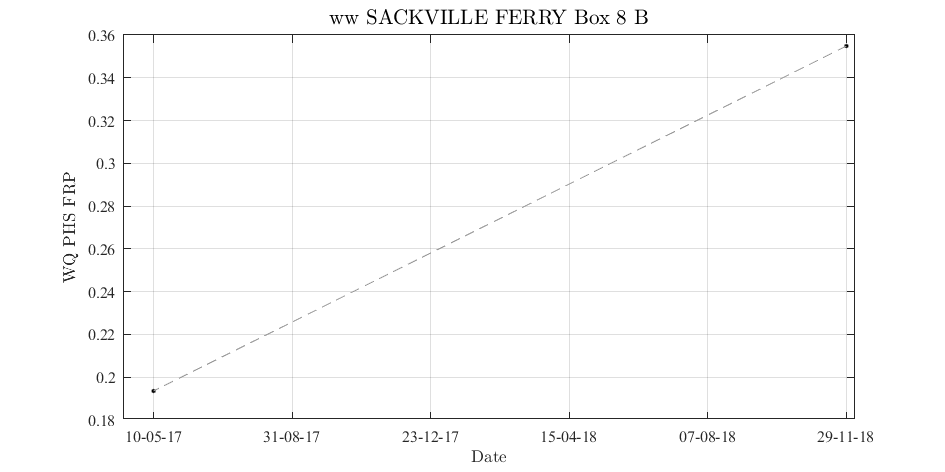 ww SACKVILLE FERRY Box 8 B
0.36
0.34
0.32
0.3
0.28
0.26
0.24
0.22
0.2
0.18
WQ PHS FRP
10-05-17 31-08-17 23-12-17 15-04-18 07-08-18 29-11-18
Date